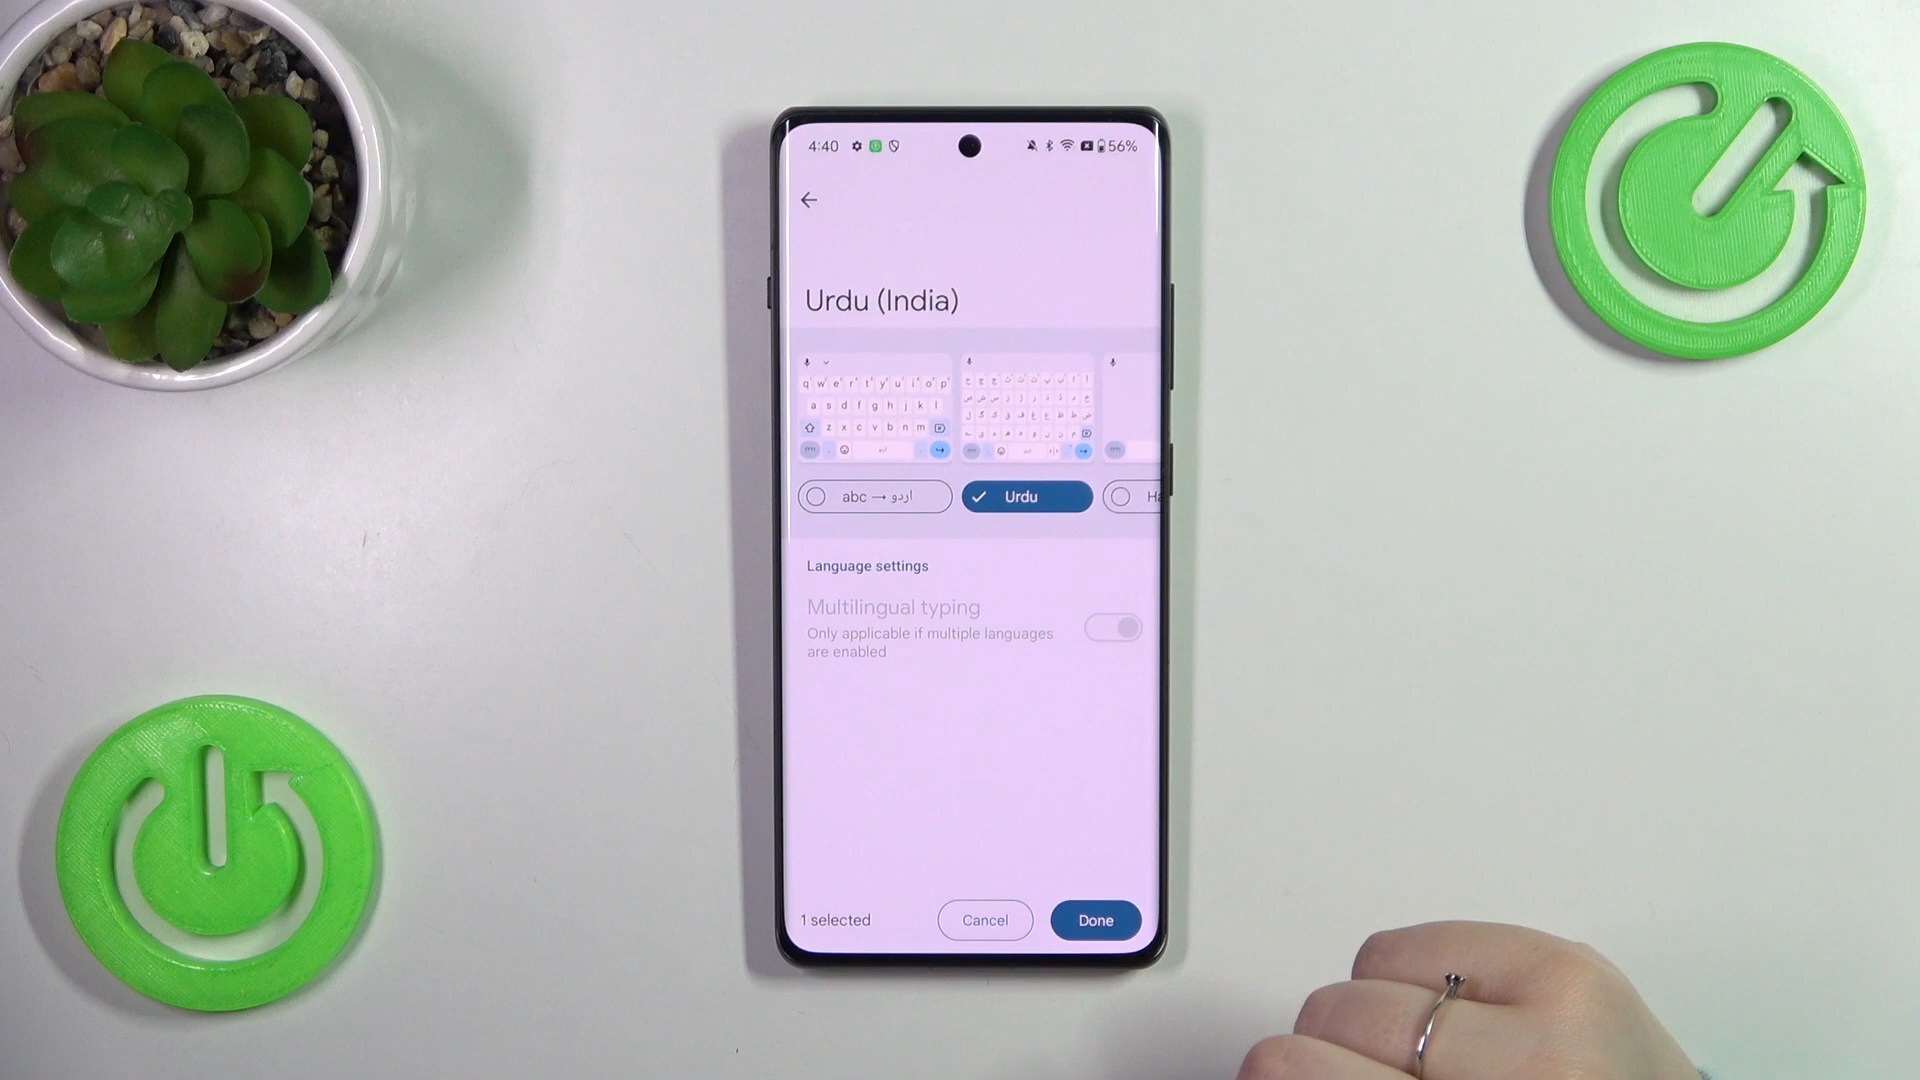 4:40
56%
Urdu (India)
q w e r t y u i o p
a s d f g h j k l
z x c v b n m
abc → اردو
Urdu
Ha
Language settings
Multilingual typing
Only applicable if multiple languages
are enabled
1 selected
Cancel
Done